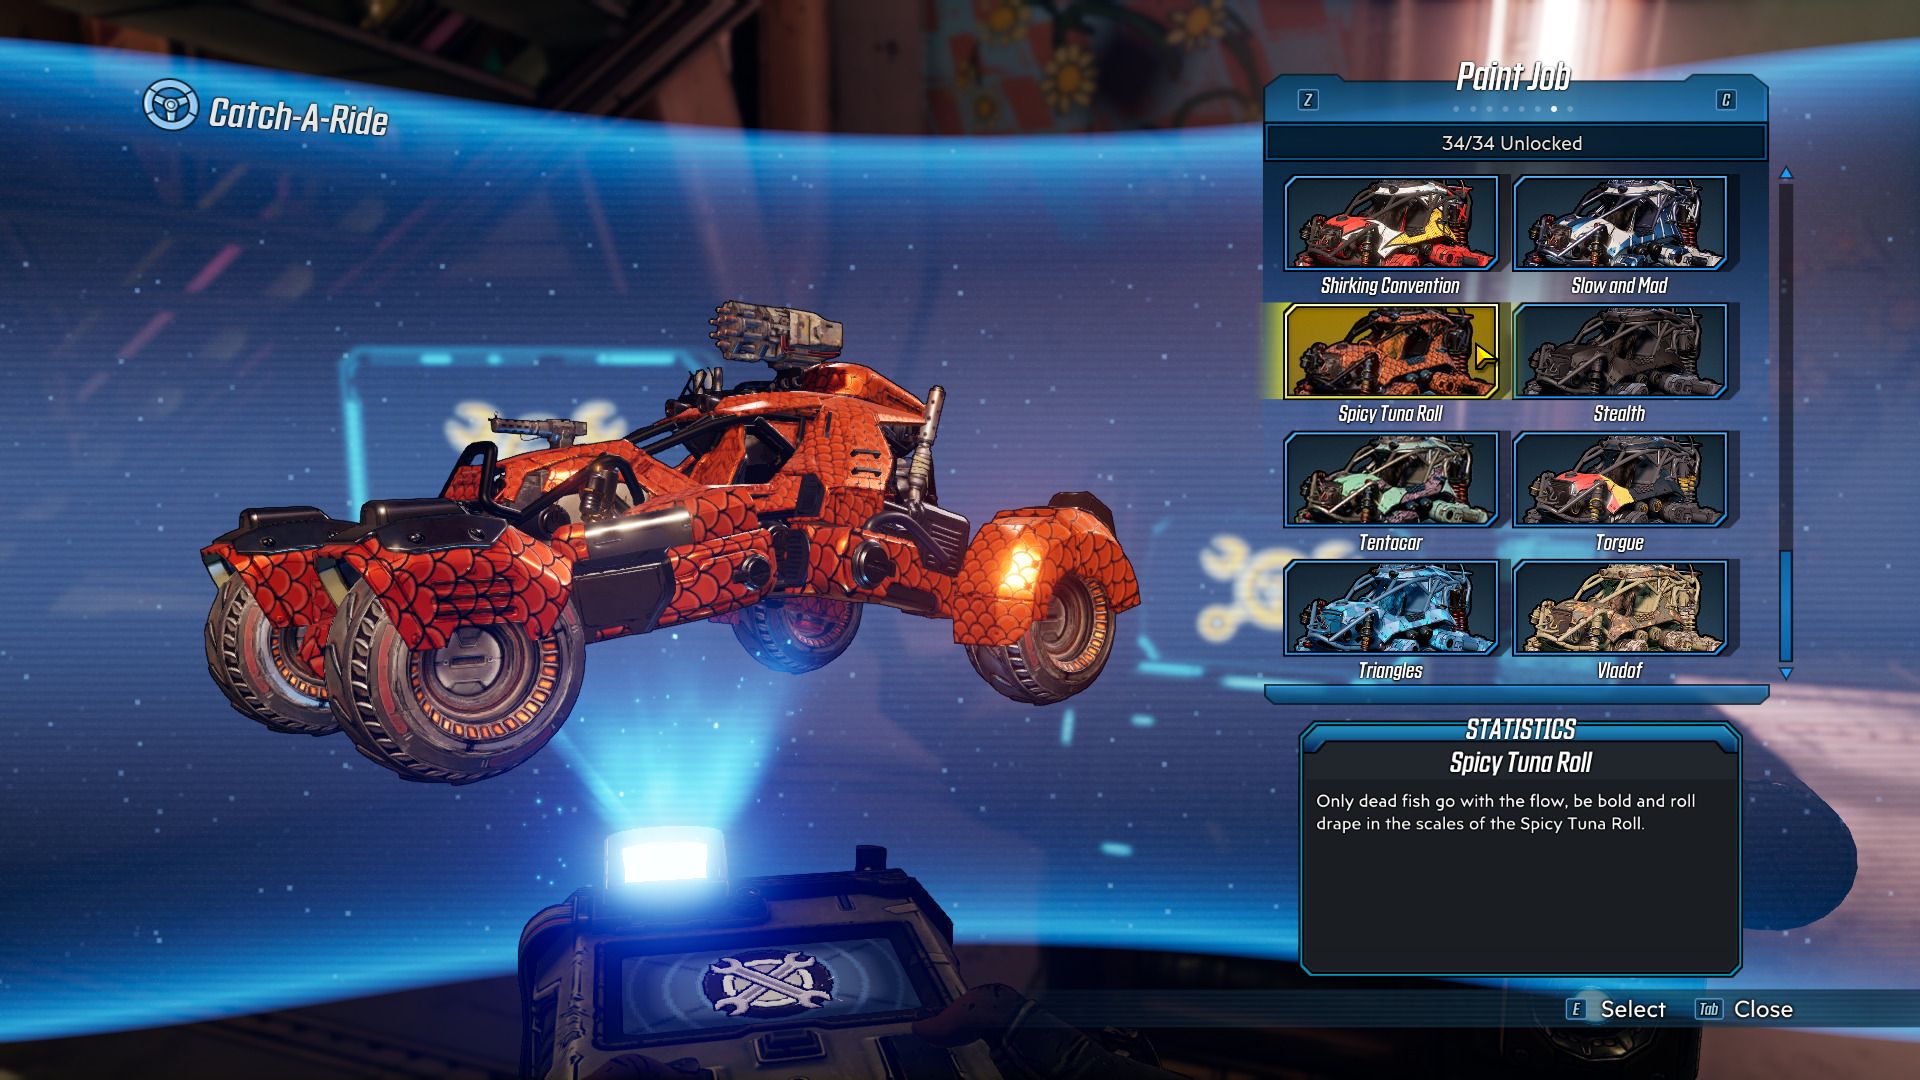 Catch-A-Ride
Paint Job
Z
C
34/34 Unlocked
Shirking Convention
Slow and Mad
Spicy Tuna Roll
Stealth
Tentacar
Torgue
Triangles
Vladof
STATISTICS
Spicy Tuna Roll
Only dead fish go with the flow, be bold and roll
drape in the scales of the Spicy Tuna Roll.
E Select Tab Close